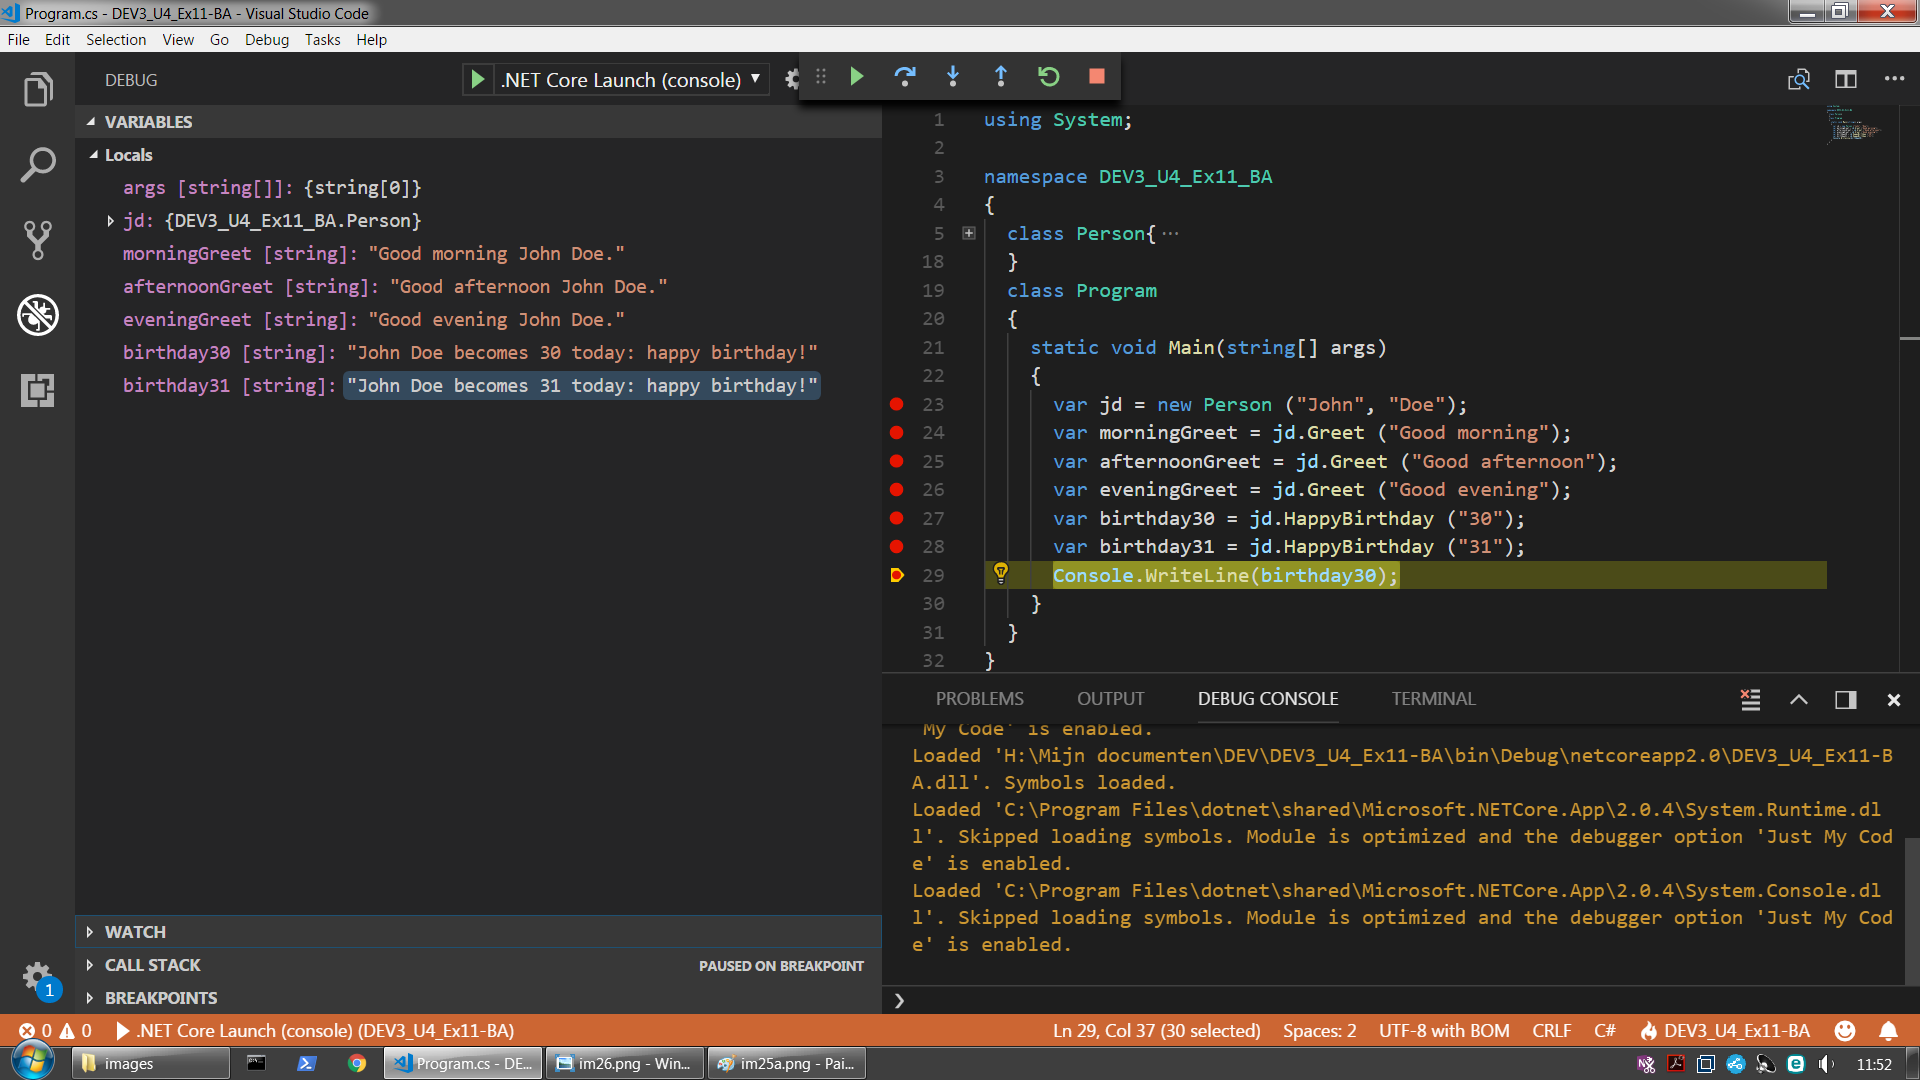 Program.cs - DEV3_U4_Ex11-BA - Visual Studio Code
File Edit Selection View Go Debug Tasks Help
DEBUG
.NET Core Launch (console)
VARIABLES
Locals
args [string[]]: {string[0]}
jd: {DEV3_U4_Ex11_BA.Person}
morningGreet [string]: "Good morning John Doe."
afternoonGreet [string]: "Good afternoon John Doe."
eveningGreet [string]: "Good evening John Doe."
birthday30 [string]: "John Doe becomes 30 today: happy birthday!"
birthday31 [string]: "John Doe becomes 31 today: happy birthday!"
WATCH
CALL STACK PAUSED ON BREAKPOINT
BREAKPOINTS
1
1 using System;
2
3 namespace DEV3_U4_Ex11_BA
4 {
5 class Person{···
18 }
19 class Program
20 {
21 static void Main(string[] args)
22 {
23 var jd = new Person ("John", "Doe");
24 var morningGreet = jd.Greet ("Good morning");
25 var afternoonGreet = jd.Greet ("Good afternoon");
26 var eveningGreet = jd.Greet ("Good evening");
27 var birthday30 = jd.HappyBirthday ("30");
28 var birthday31 = jd.HappyBirthday ("31");
29 Console.WriteLine(birthday30);
30 }
31 }
32 }
PROBLEMS OUTPUT DEBUG CONSOLE TERMINAL
My Code' is enabled.
Loaded 'H:\Mijn documenten\DEV\DEV3_U4_Ex11-BA\bin\Debug\netcoreapp2.0\DEV3_U4_Ex11-B
A.dll'. Symbols loaded.
Loaded 'C:\Program Files\dotnet\shared\Microsoft.NETCore.App\2.0.4\System.Runtime.dl
l'. Skipped loading symbols. Module is optimized and the debugger option 'Just My Cod
e' is enabled.
Loaded 'C:\Program Files\dotnet\shared\Microsoft.NETCore.App\2.0.4\System.Console.dl
l'. Skipped loading symbols. Module is optimized and the debugger option 'Just My Cod
e' is enabled.
0 0 .NET Core Launch (console) (DEV3_U4_Ex11-BA) Ln 29, Col 37 (30 selected) Spaces: 2 UTF-8 with BOM CRLF C# DEV3_U4_Ex11-BA
images Program.cs - DE... im26.png - Win... im25a.png - Pai... 11:52